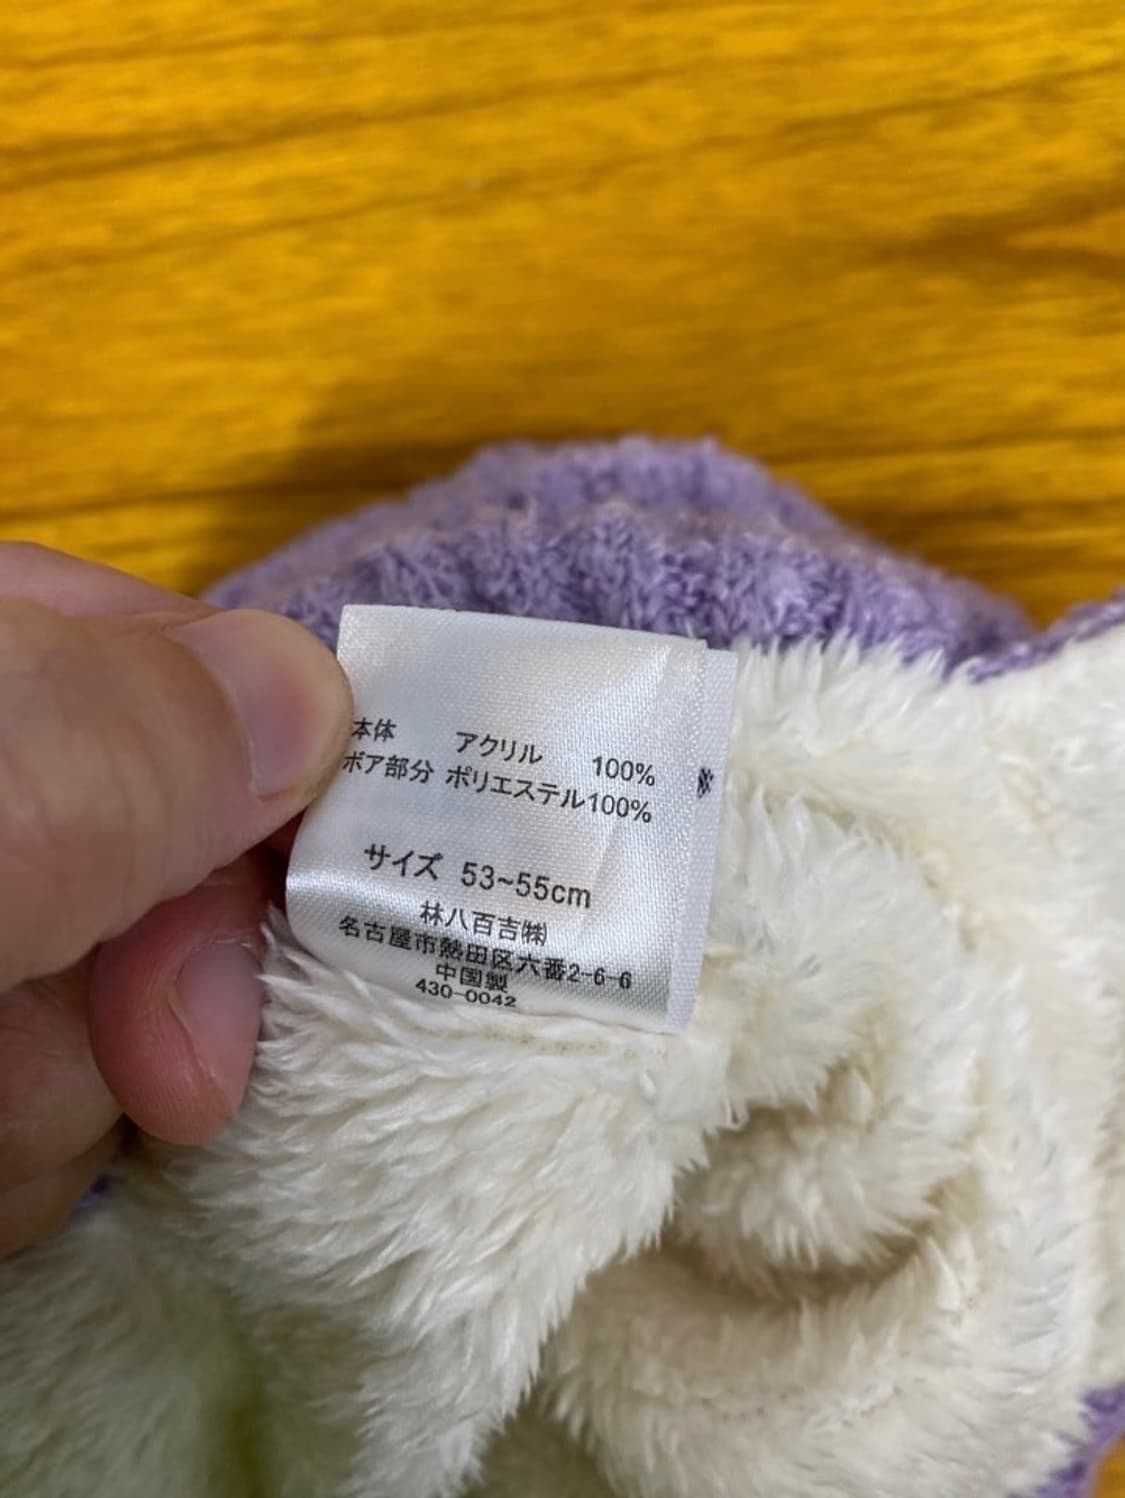 本体 アクリル 100%
ボア部分 ポリエステル100%
サイズ 53~55cm
林八百吉㈱
名古屋市熱田区六番2-6-6
中国製
430-0042